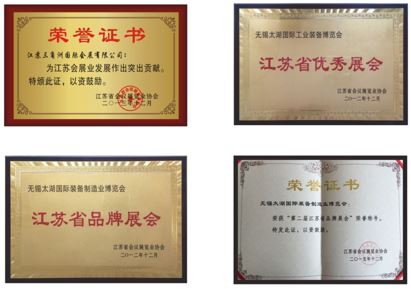 荣誉证书
江苏三角洲国际会展有限公司：
为江苏会展业发展作出突出贡献。
特颁此证，以资鼓励。
江苏省会议展览业协会
二〇一三年十二月
无锡太湖国际工业装备博览会
江苏省优秀展会
江苏省会议展览业协会
二〇一二年十二月
无锡太湖国际装备制造业博览会
江苏省品牌展会
江苏省会议展览业协会
二〇一二年十二月
荣誉证书
无锡太湖国际装备制造业博览会：
荣获“第二届江苏省品牌展会”荣誉称号。
特发此证，以资鼓励。
江苏省会议展览业协会
二〇一五年十二月